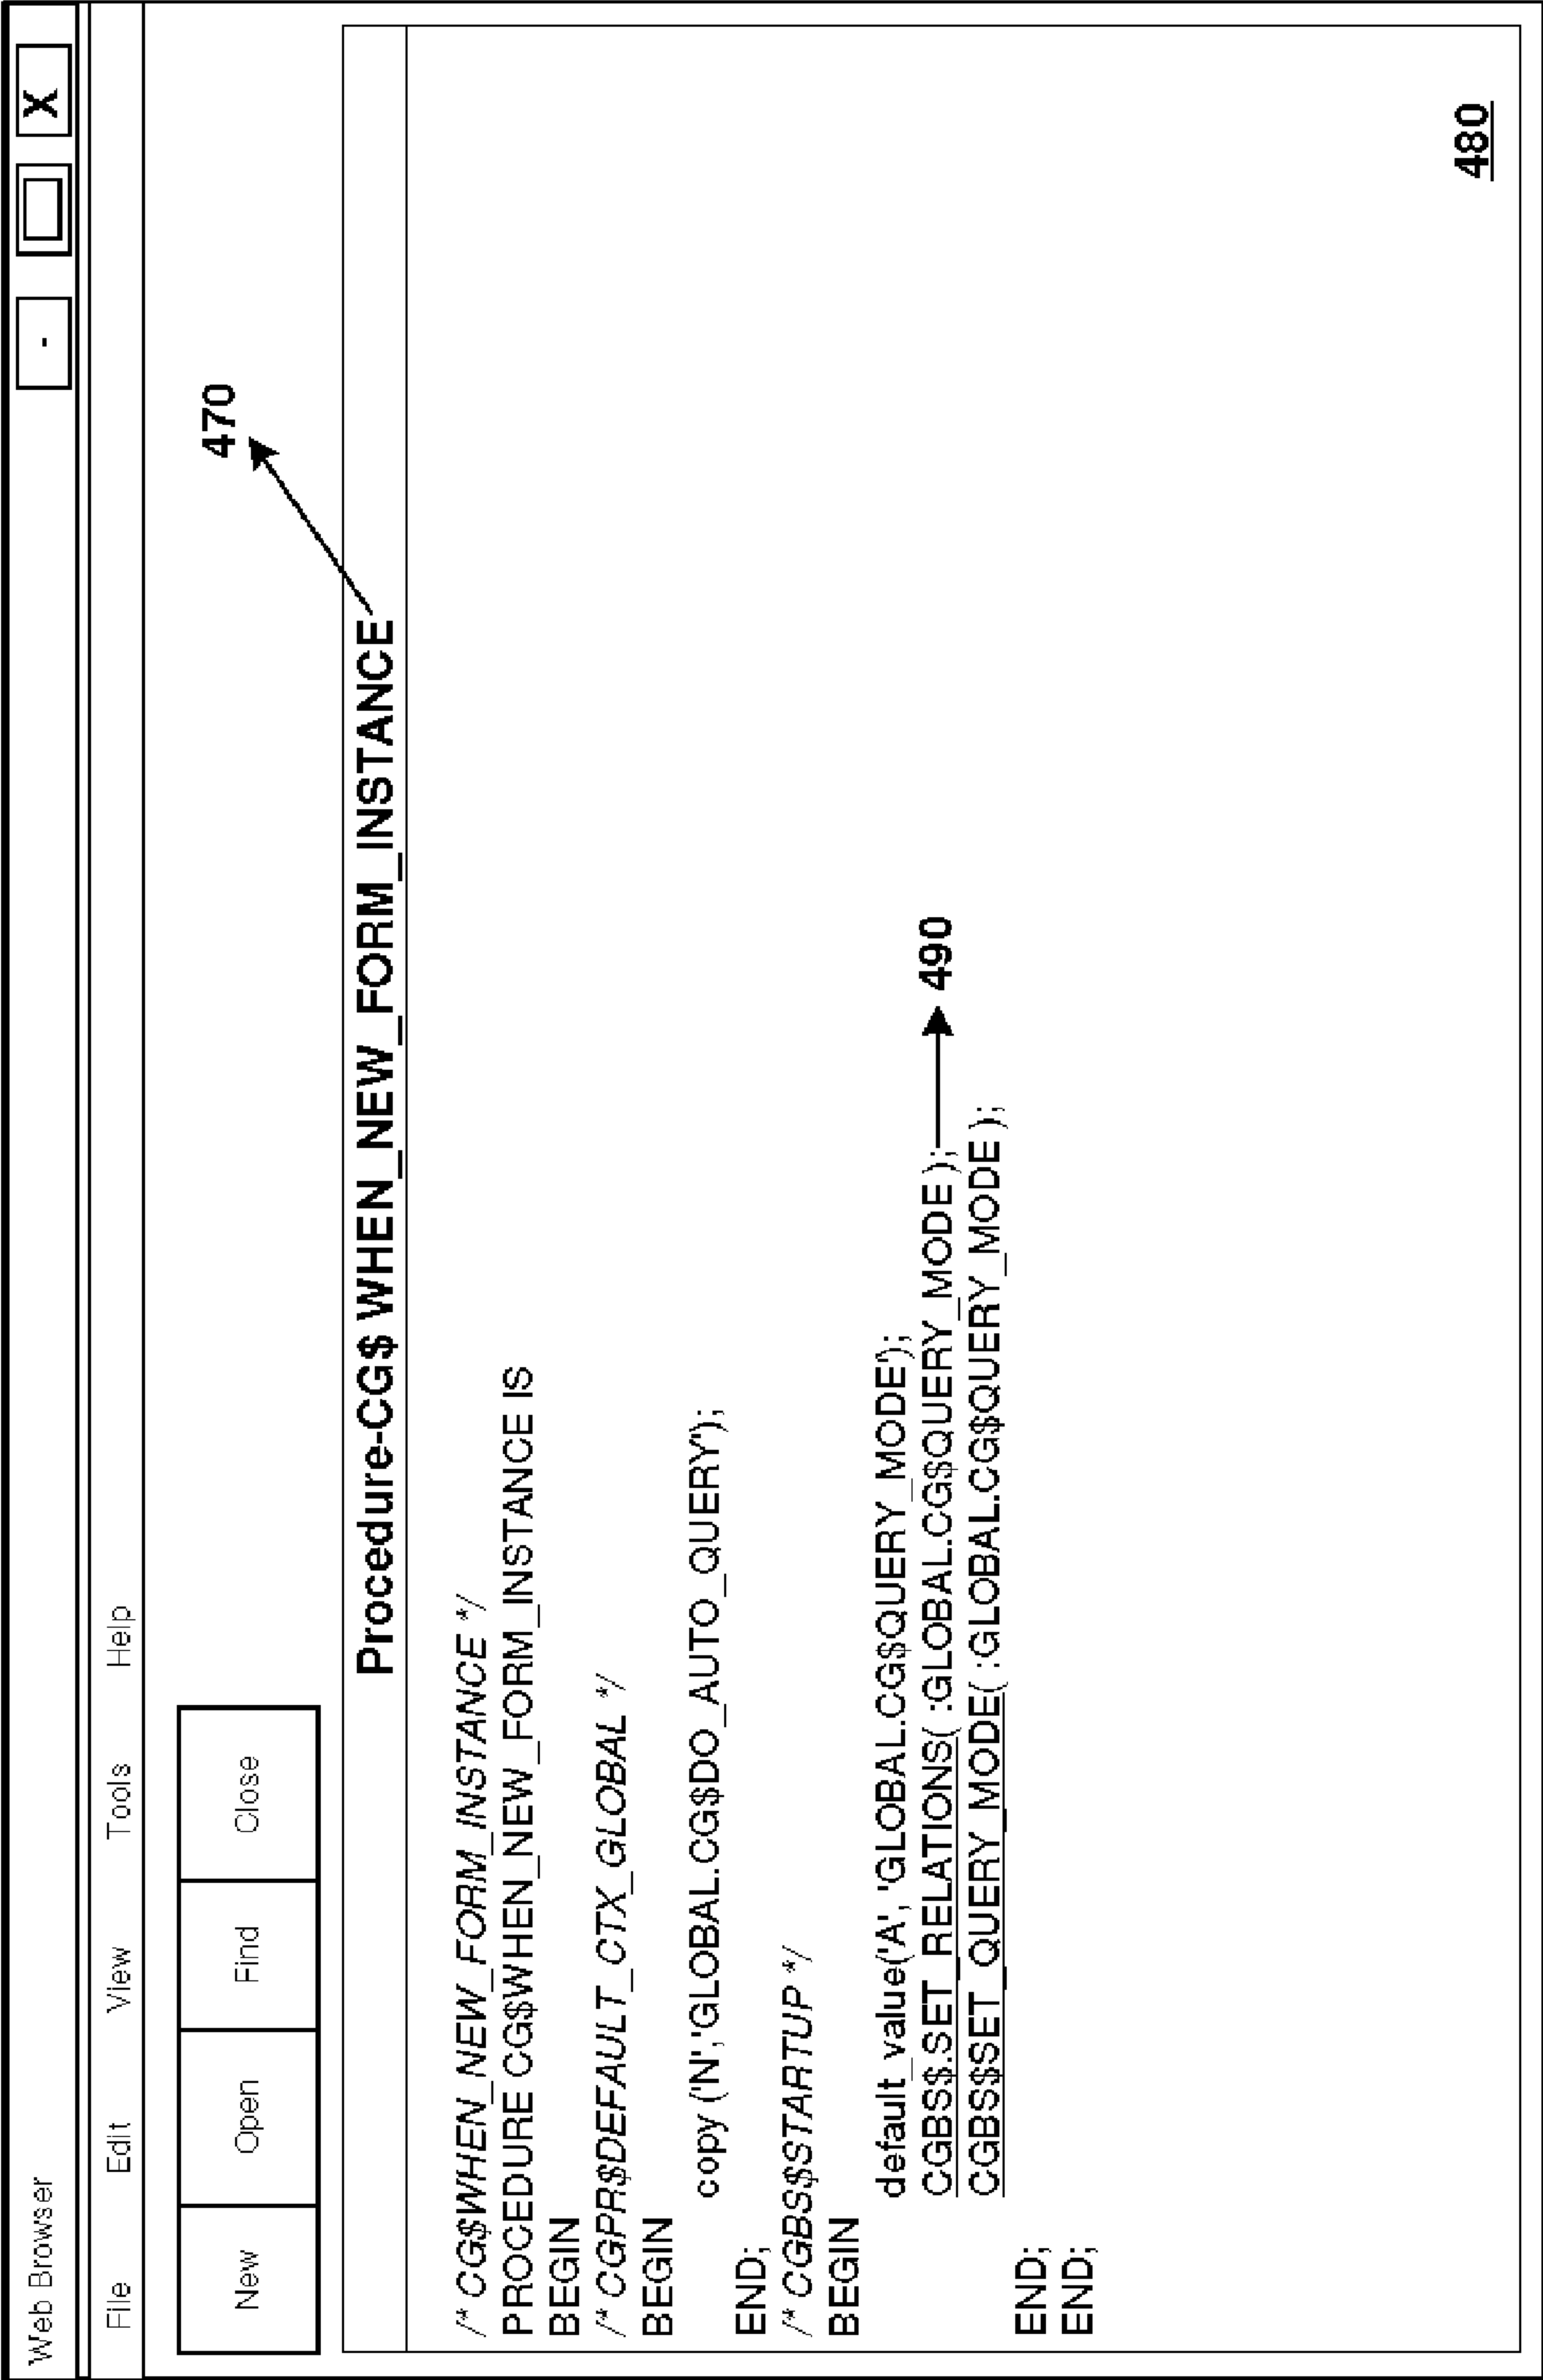 Web Browser
- X
File Edit View Tools Help
New Open Find Close
470
Procedure-CG$ WHEN_NEW_FORM_INSTANCE
/* CG$WHEN_NEW_FORM_INSTANCE */
PROCEDURE CG$WHEN_NEW_FORM_INSTANCE IS
BEGIN
/* CGPR$DEFAULT_CTX_GLOBAL */
BEGIN
copy ('N','GLOBAL.CG$DO_AUTO_QUERY');
END;
/* CGBS$STARTUP */
BEGIN
default_value('A', 'GLOBAL.CG$QUERY_MODE');
CGBS$.SET_RELATIONS( :GLOBAL.CG$QUERY_MODE ); 490
CGBS$SET_QUERY_MODE( :GLOBAL.CG$QUERY_MODE );
END;
END;
480